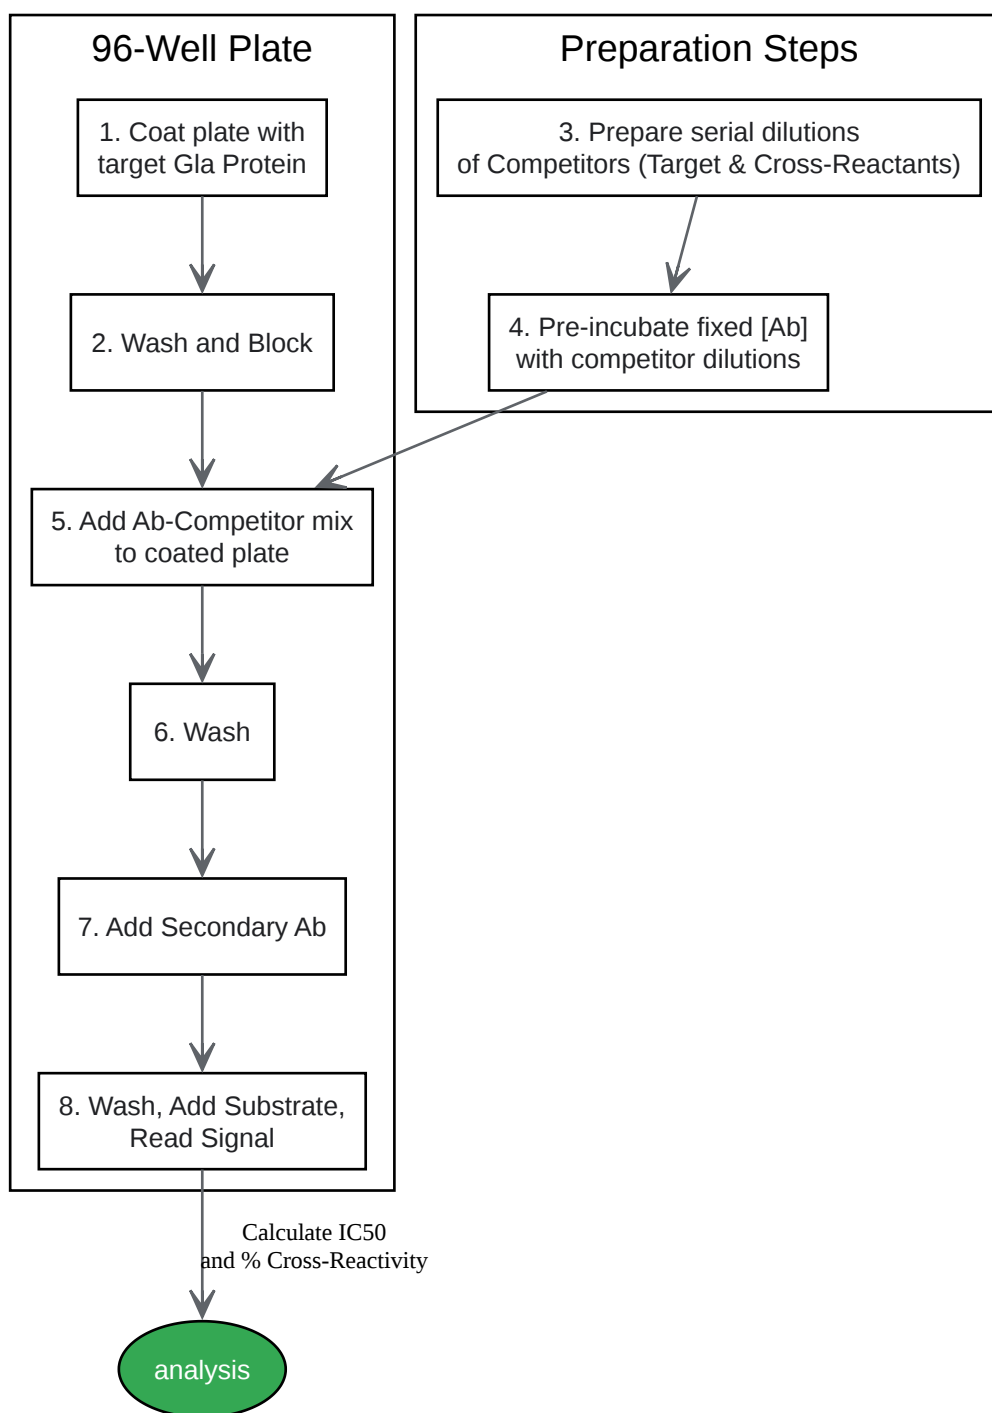 96-Well Plate
1. Coat plate with
target Gla Protein
2. Wash and Block
Preparation Steps
3. Prepare serial dilutions
of Competitors (Target & Cross-Reactants)
4. Pre-incubate fixed [Ab]
with competitor dilutions
5. Add Ab-Competitor mix
to coated plate
6. Wash
7. Add Secondary Ab
8. Wash, Add Substrate,
Read Signal
Calculate IC50
and % Cross-Reactivity
analysis